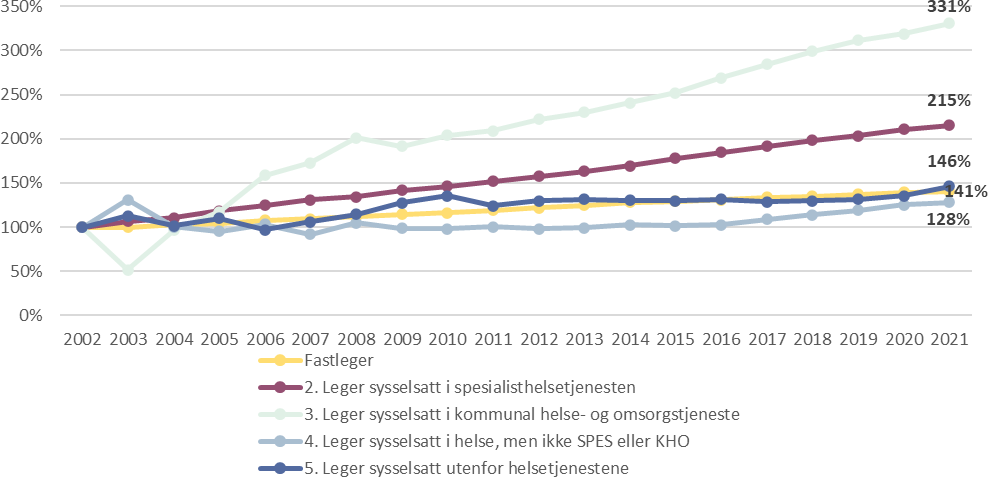 350%
331%
300%
250%
215%
200%
146%
150%
141%
128%
100%
50%
0%
2002 2003 2004 2005 2006 2007 2008 2009 2010 2011 2012 2013 2014 2015 2016 2017 2018 2019 2020 2021
Fastleger
2. Leger sysselsatt i spesialisthelsetjenesten
3. Leger sysselsatt i kommunal helse- og omsorgstjeneste
4. Leger sysselsatt i helse, men ikke SPES eller KHO
5. Leger sysselsatt utenfor helsetjenestene